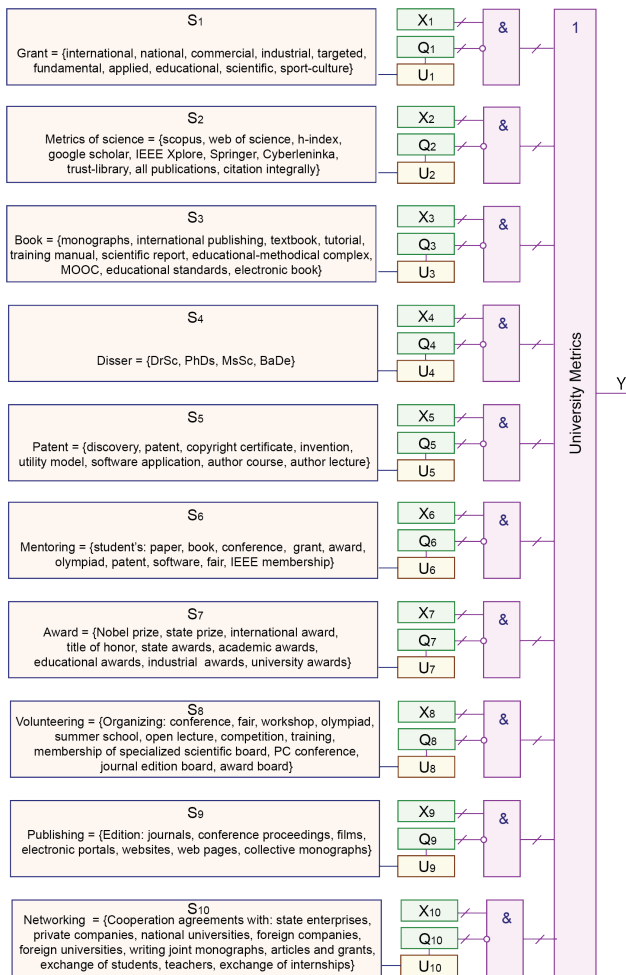 S1
Grant = {international, national, commercial, industrial, targeted,
fundamental, applied, educational, scientific, sport-culture}
X1
Q1
U1
&
1
S2
Metrics of science = {scopus, web of science, h-index,
google scholar, IEEE Xplore, Springer, Cyberleninka,
trust-library, all publications, citation integrally}
X2
Q2
U2
&
S3
Book = {monographs, international publishing, textbook, tutorial,
training manual, scientific report, educational-methodical complex,
MOOC, educational standards, electronic book}
X3
Q3
U3
&
S4
Disser = {DrSc, PhDs, MsSc, BaDe}
X4
Q4
U4
&
University Metrics
Y
S5
Patent = {discovery, patent, copyright certificate, invention,
utility model, software application, author course, author lecture}
X5
Q5
U5
&
S6
Mentoring = {student's: paper, book, conference, grant, award,
olympiad, patent, software, fair, IEEE membership}
X6
Q6
U6
&
S7
Award = {Nobel prize, state prize, international award,
title of honor, state awards, academic awards,
educational awards, industrial awards, university awards}
X7
Q7
U7
&
S8
Volunteering = {Organizing: conference, fair, workshop, olympiad,
summer school, open lecture, competition, training,
membership of specialized scientific board, PC conference,
journal edition board, award board}
X8
Q8
U8
&
S9
Publishing = {Edition: journals, conference proceedings, films,
electronic portals, websites, web pages, collective monographs}
X9
Q9
U9
&
S10
Networking = {Cooperation agreements with: state enterprises,
private companies, national universities, foreign companies,
foreign universities, writing joint monographs, articles and grants,
exchange of students, teachers, exchange of internships}
X10
Q10
U10
&